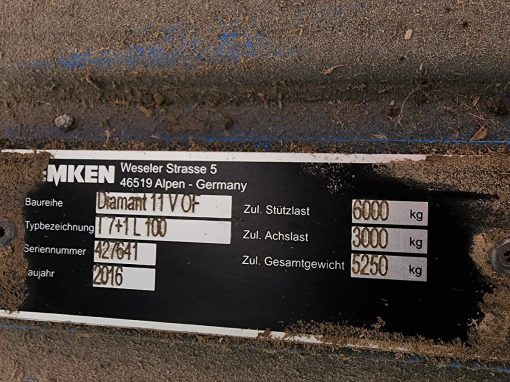 EMKEN Weseler Strasse 5
46519 Alpen - Germany
Baureihe Diamant 11 V OF
Typbezeichnung T 7+1 L 100
Seriennummer 427641
aujahr 2016
Zul. Stützlast 6000 kg
Zul. Achslast 3000 kg
Zul. Gesamtgewicht 5250 kg